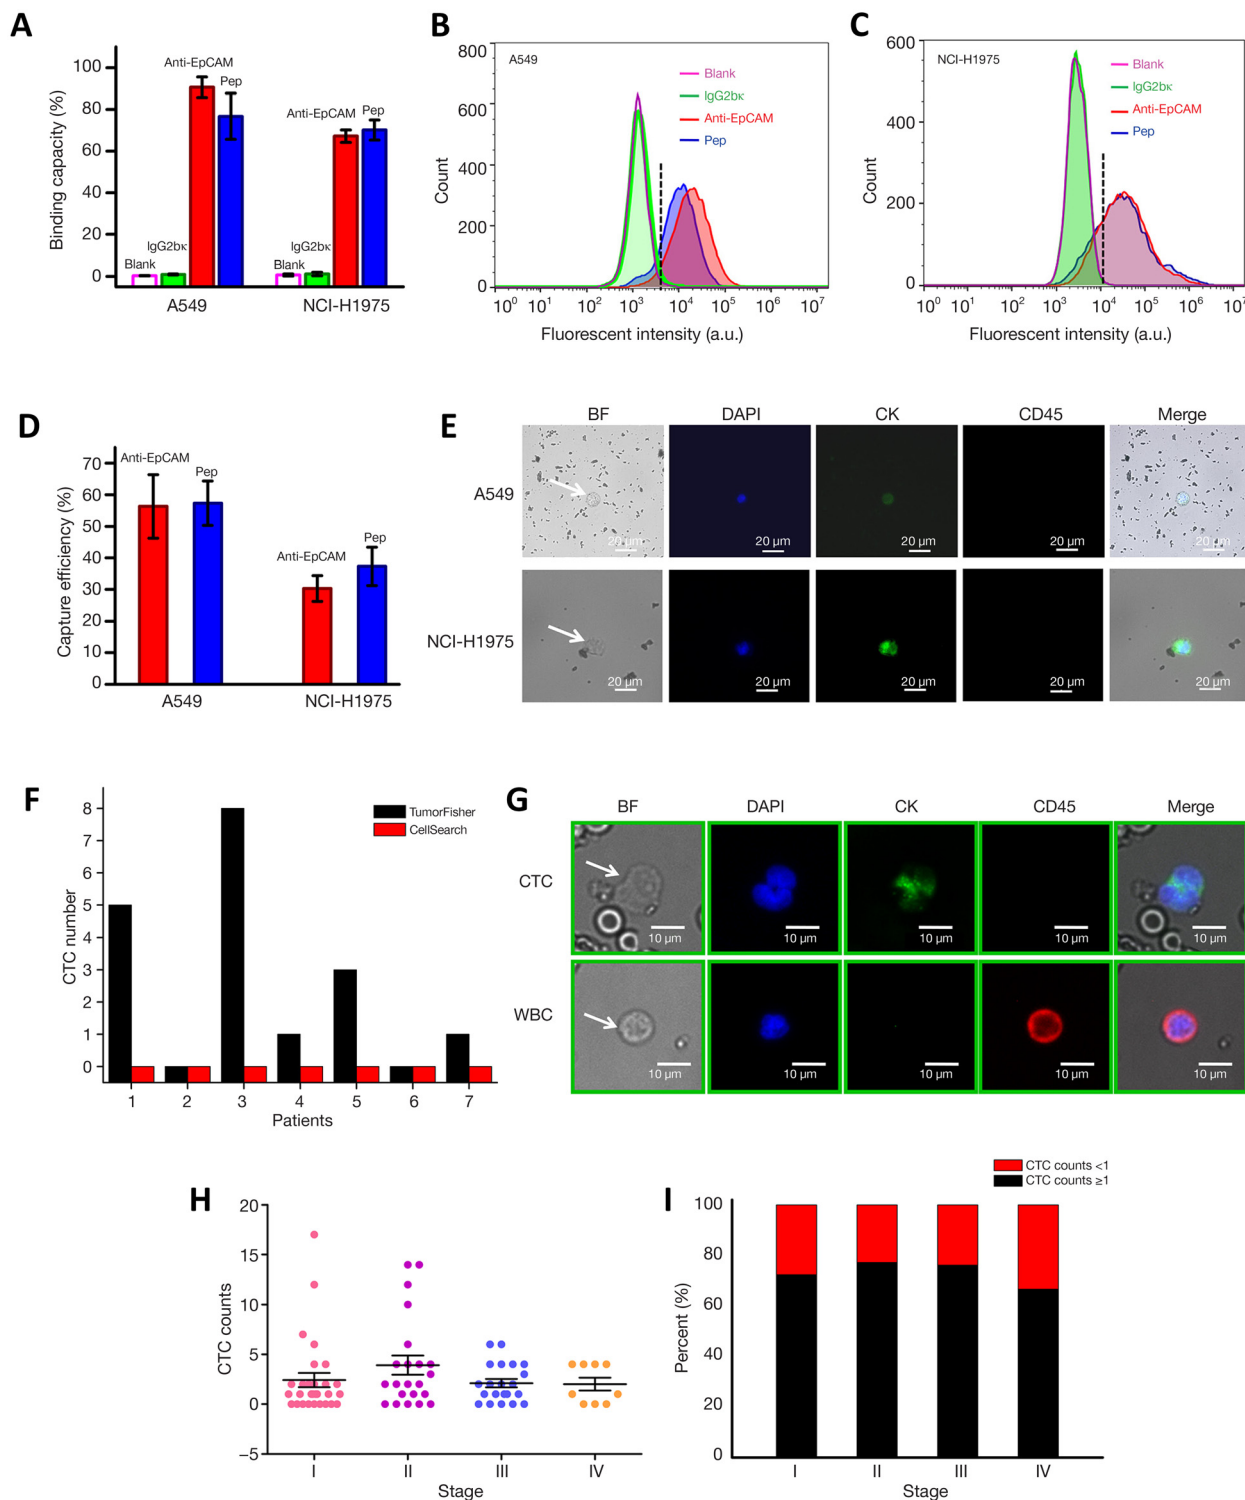 A
Binding capacity (%)
100
80
60
40
20
0
Anti-EpCAM
Pep
IgG2bκ
Blank
Anti-EpCAM
Pep
IgG2bκ
Blank
A549
NCI-H1975
B
Count
800
600
400
200
0
A549
Blank
IgG2bκ
Anti-EpCAM
Pep
10⁰ 10¹ 10² 10³ 10⁴ 10⁵ 10⁶ 10⁷
Fluorescent intensity (a.u.)
C
Count
600
400
200
0
NCI-H1975
Blank
IgG2bκ
Anti-EpCAM
Pep
10⁰ 10¹ 10² 10³ 10⁴ 10⁵ 10⁶ 10⁷
Fluorescent intensity (a.u.)
D
Capture efficiency (%)
70
60
50
40
30
20
10
0
Anti-EpCAM
Pep
Anti-EpCAM
Pep
A549
NCI-H1975
E
BF DAPI CK CD45 Merge
A549
20 μm 20 μm 20 μm 20 μm 20 μm
NCI-H1975
20 μm 20 μm 20 μm 20 μm 20 μm
F
CTC number
8
6
5
3
2
1
0
TumorFisher
CellSearch
1 2 3 4 5 6 7
Patients
G
BF DAPI CK CD45 Merge
CTC
10 μm 10 μm 10 μm 10 μm 10 μm
WBC
10 μm 10 μm 10 μm 10 μm 10 μm
H
CTC counts
20
15
10
5
0
−5
I II III IV
Stage
I
CTC counts <1
CTC counts ≥1
Percent (%)
100
80
60
40
20
0
I II III IV
Stage